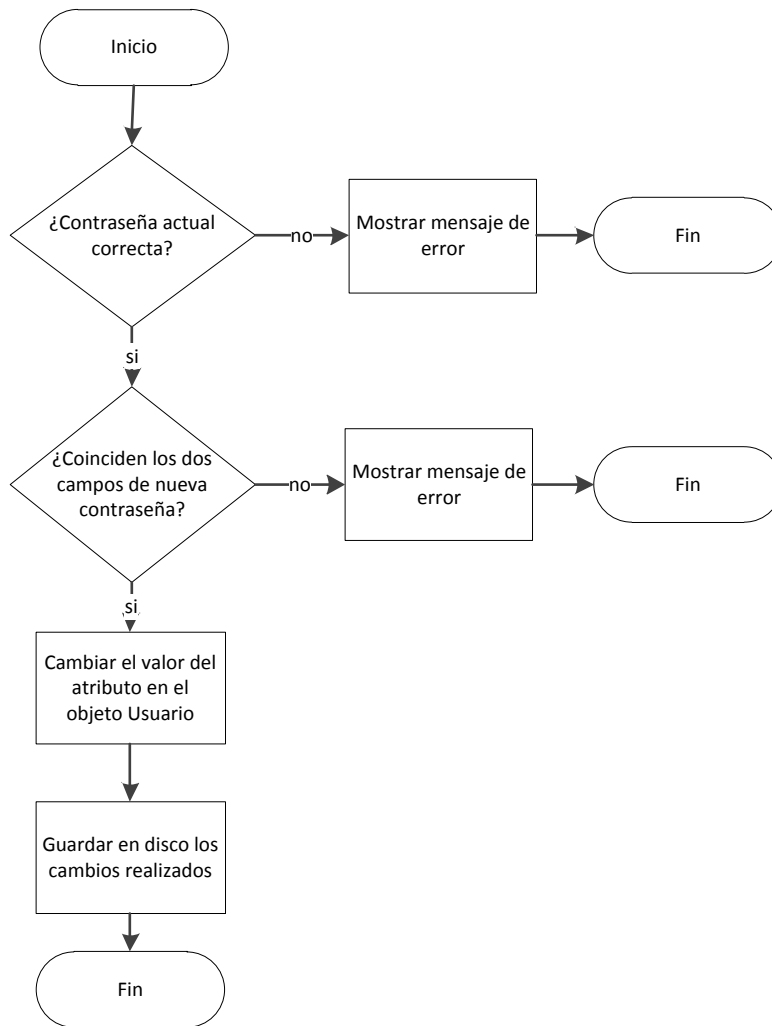 Inicio
¿Contraseña actual
correcta?
no
Mostrar mensaje de
error
Fin
si
¿Coinciden los dos
campos de nueva
contraseña?
no
Mostrar mensaje de
error
Fin
si
Cambiar el valor del
atributo en el
objeto Usuario
Guardar en disco los
cambios realizados
Fin